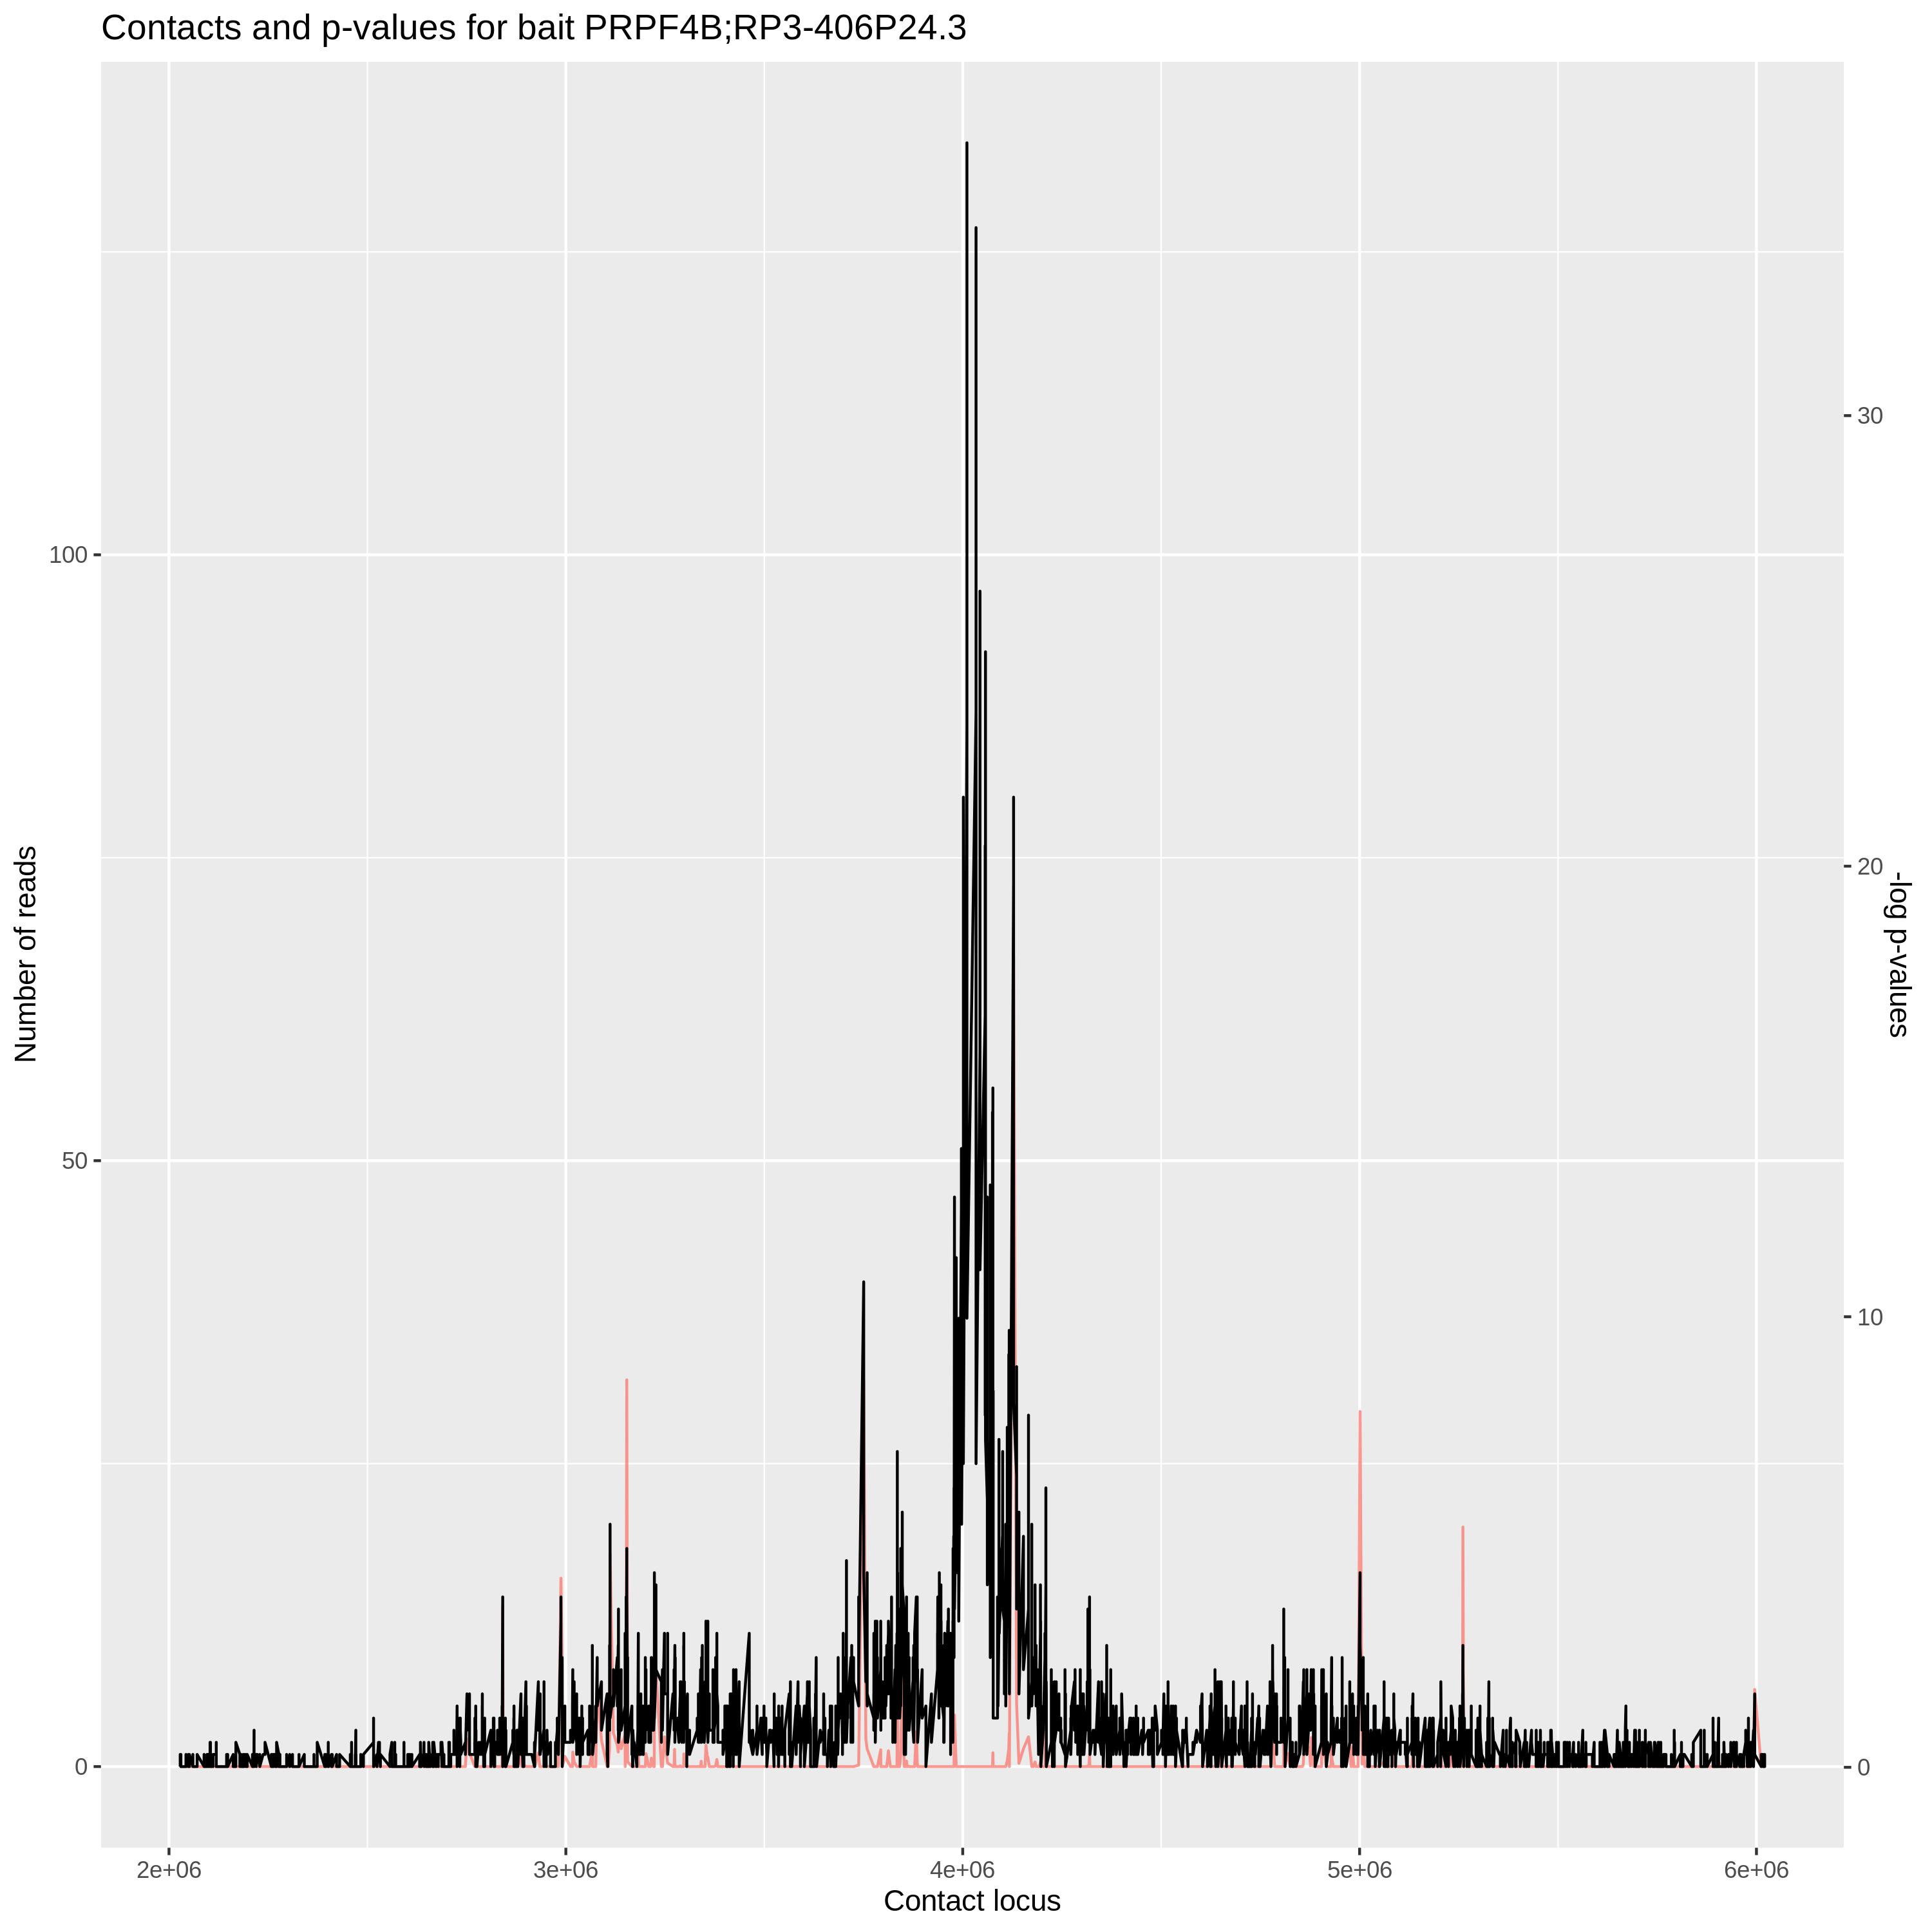 Contacts and p-values for bait PRPF4B;RP3-406P24.3
Number of reads
100
50
0
30
20
10
0
-log p-values
2e+06
3e+06
4e+06
5e+06
6e+06
Contact locus